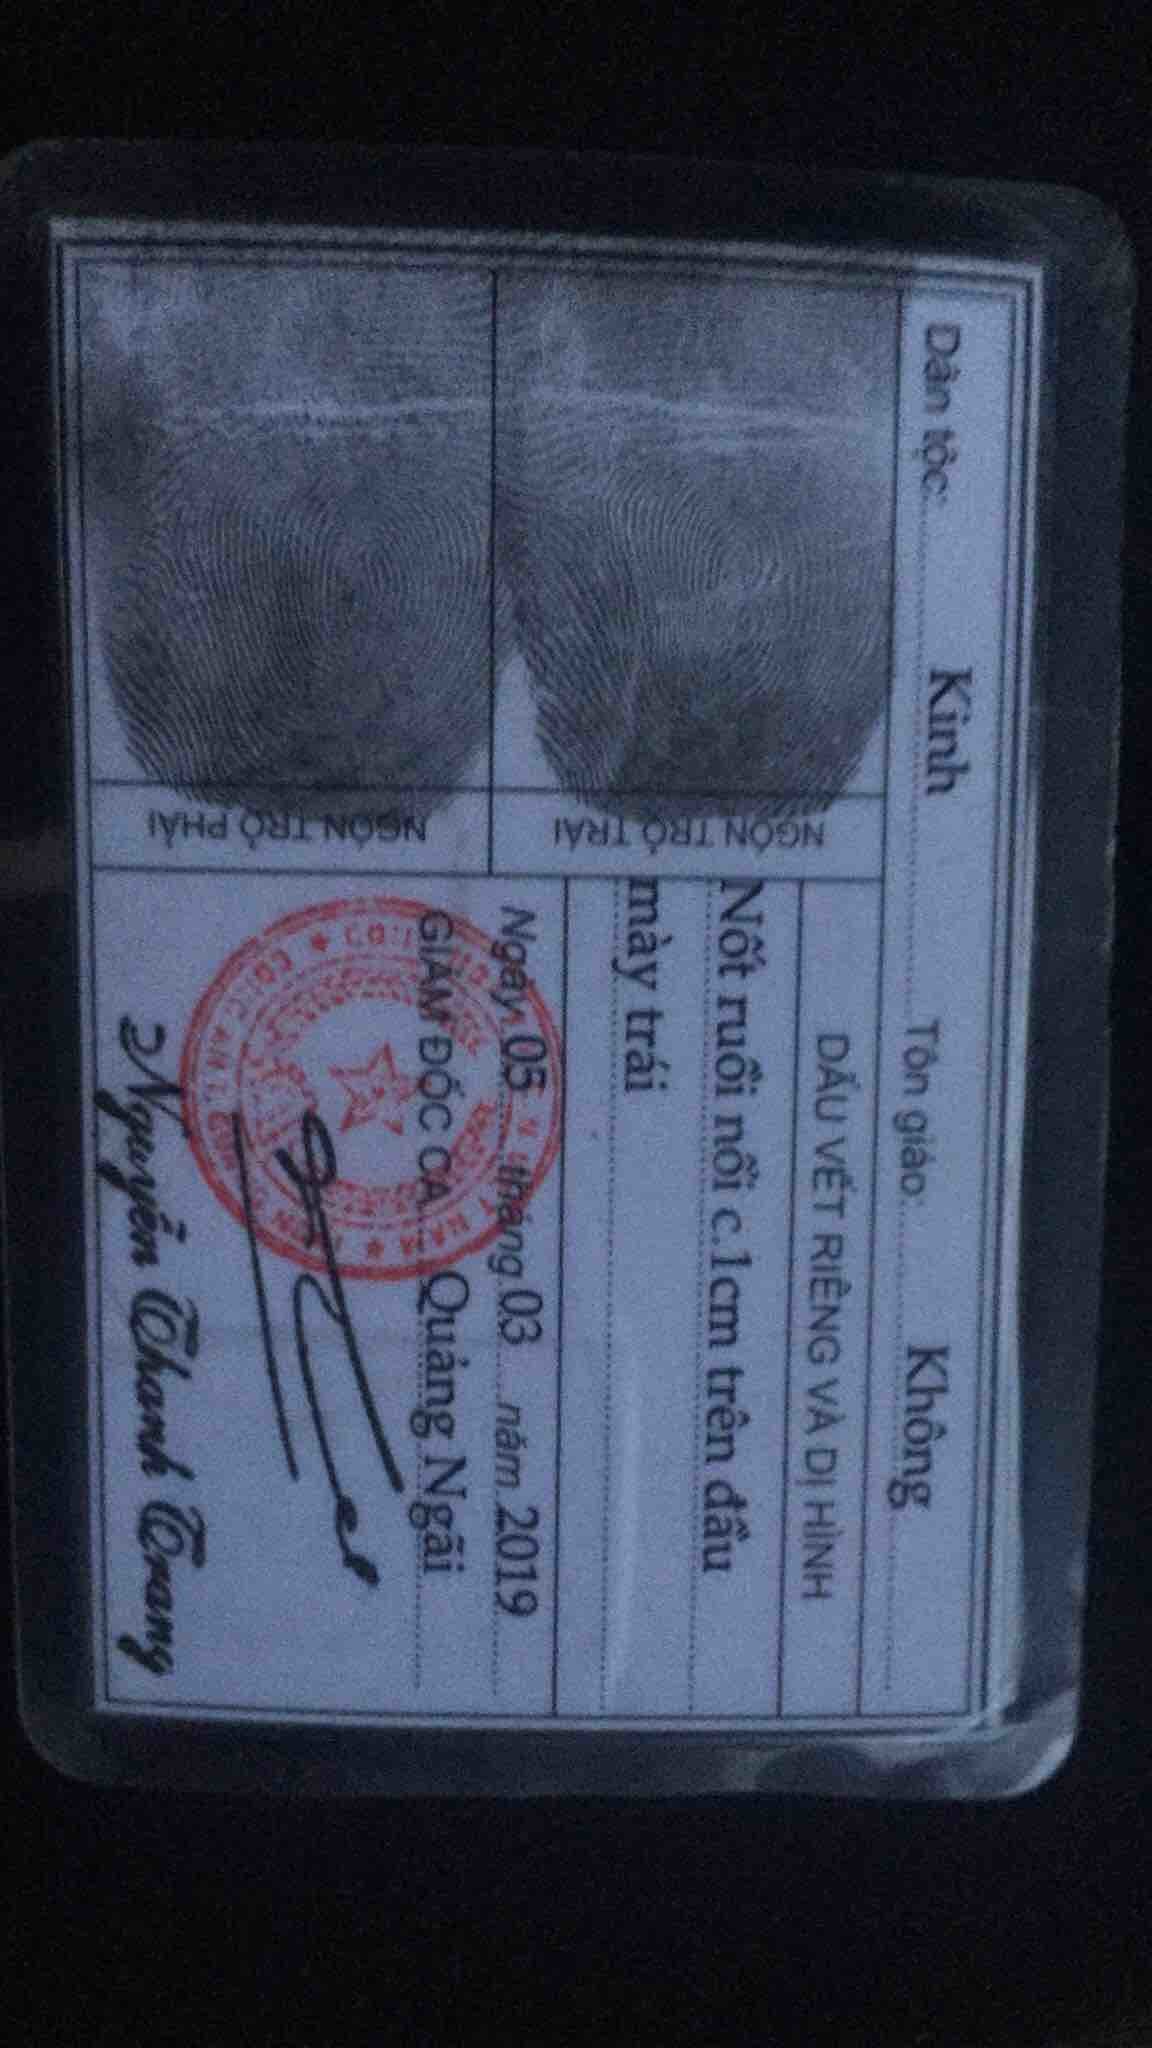 Dân tộc: Kinh Tôn giáo: Không
NGÓN TRỎ TRÁI
NGÓN TRỎ PHẢI
DẤU VẾT RIÊNG VÀ DỊ HÌNH
Nốt ruồi nổi c.1cm trên đầu
mày trái
Ngày 05 tháng 03 năm 2019
GIÁM ĐỐC CA Quảng Ngãi
Nguyễn Thanh Trang